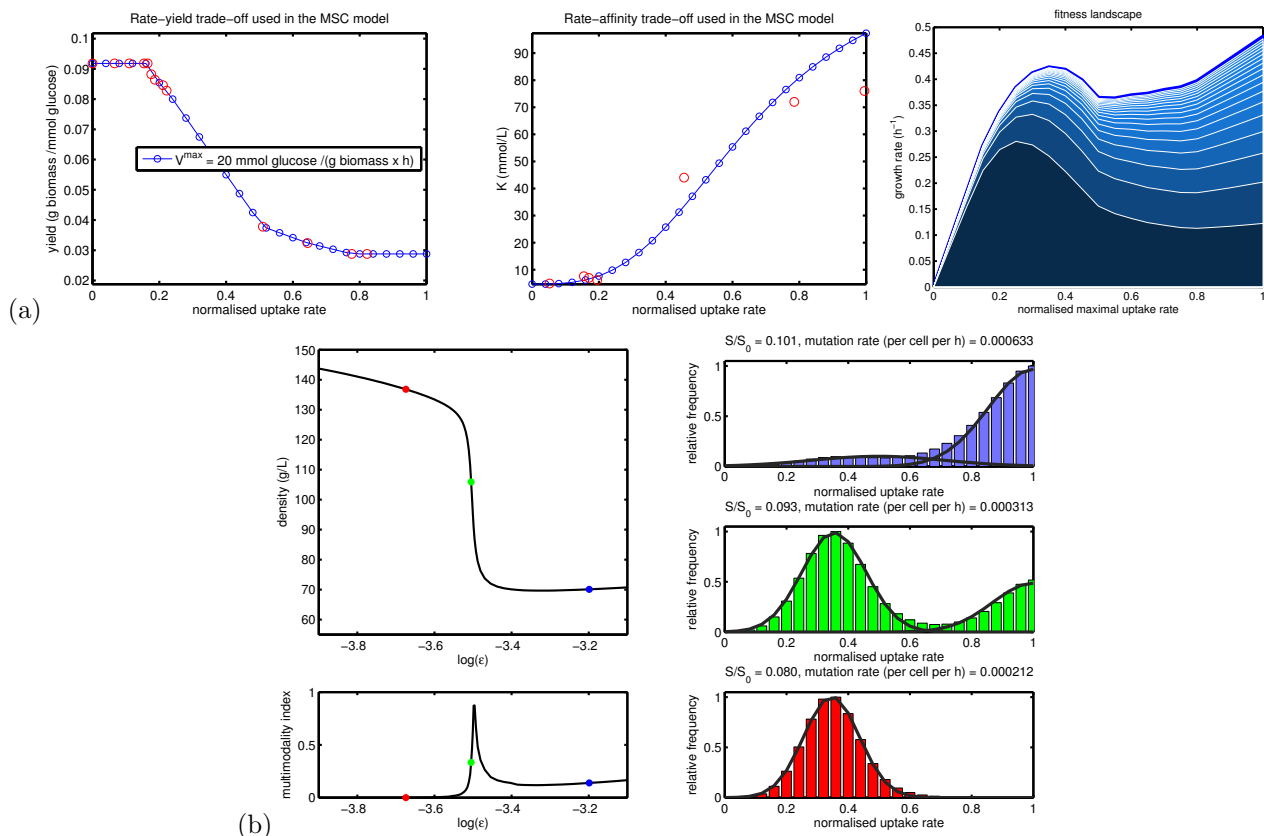 Rate−yield trade−off used in the MSC model
0.1
0.09
0.08
0.07
0.06
0.05
0.04
0.03
0.02
yield (g biomass /mmol glucose)
V^max = 20 mmol glucose /(g biomass x h)
0 0.2 0.4 0.6 0.8 1
normalised uptake rate
Rate−affinity trade−off used in the MSC model
90
80
70
60
50
40
30
20
10
K (mmol/L)
0 0.2 0.4 0.6 0.8 1
normalised uptake rate
fitness landscape
0.5
0.45
0.4
0.35
0.3
0.25
0.2
0.15
0.1
0.05
0
growth rate (h⁻¹)
0 0.2 0.4 0.6 0.8 1
normalised maximal uptake rate
(a)
150
140
130
120
110
100
90
80
70
60
density (g/L)
−3.8 −3.6 −3.4 −3.2
log(ε)
1
0.5
0
multimodality index
−3.8 −3.6 −3.4 −3.2
log(ε)
S/S₀ = 0.101, mutation rate (per cell per h) = 0.000633
1
0.5
0
relative frequency
0 0.2 0.4 0.6 0.8 1
normalised uptake rate
S/S₀ = 0.093, mutation rate (per cell per h) = 0.000313
1
0.5
0
relative frequency
0 0.2 0.4 0.6 0.8 1
normalised uptake rate
S/S₀ = 0.080, mutation rate (per cell per h) = 0.000212
1
0.5
0
relative frequency
0 0.2 0.4 0.6 0.8 1
normalised uptake rate
(b)